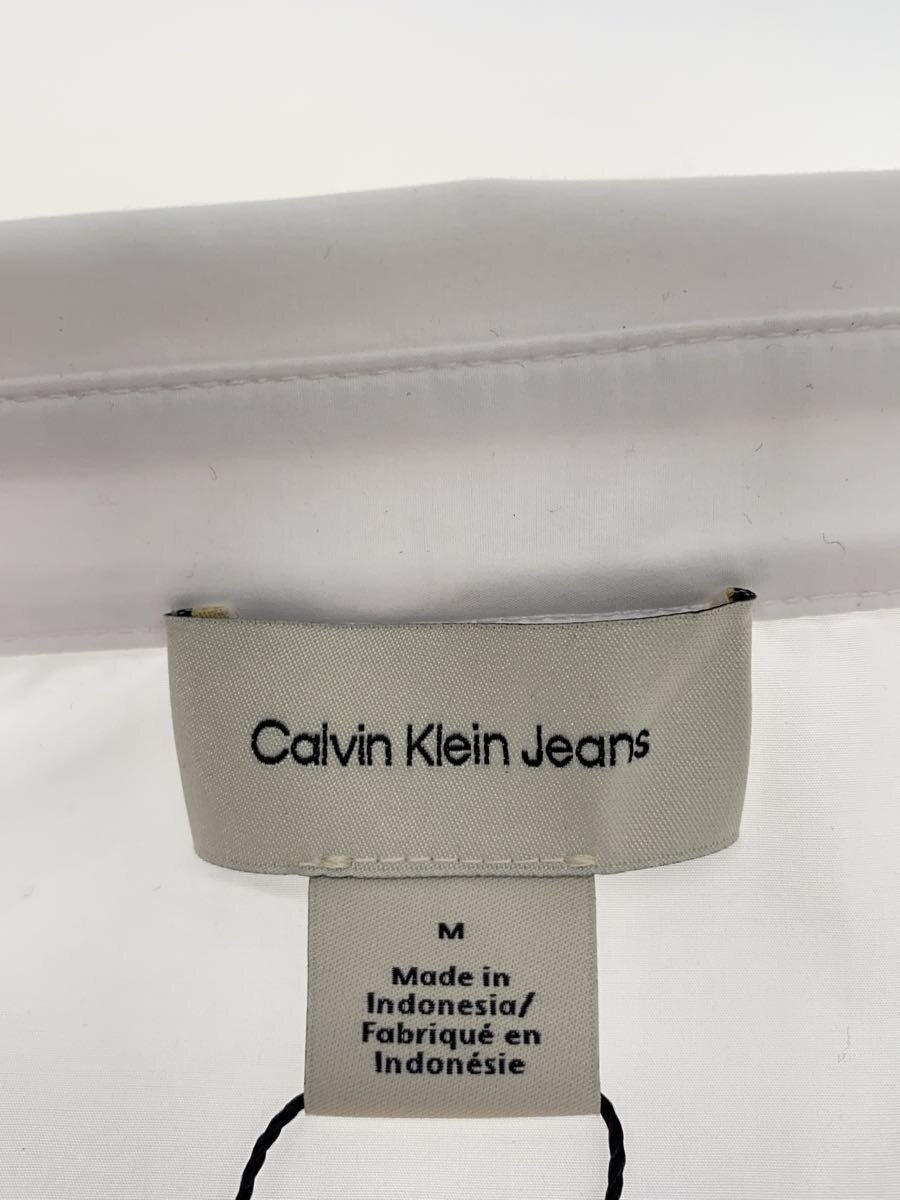 Calvin Klein Jeans
M
Made in
Indonesia/
Fabriqué en
Indonésie